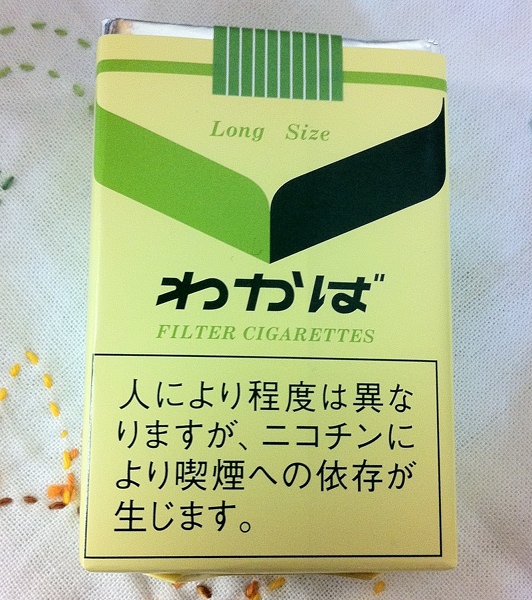 Long Size
わかば
FILTER CIGARETTES
人により程度は異な
りますが、ニコチンに
より喫煙への依存が
生じます。